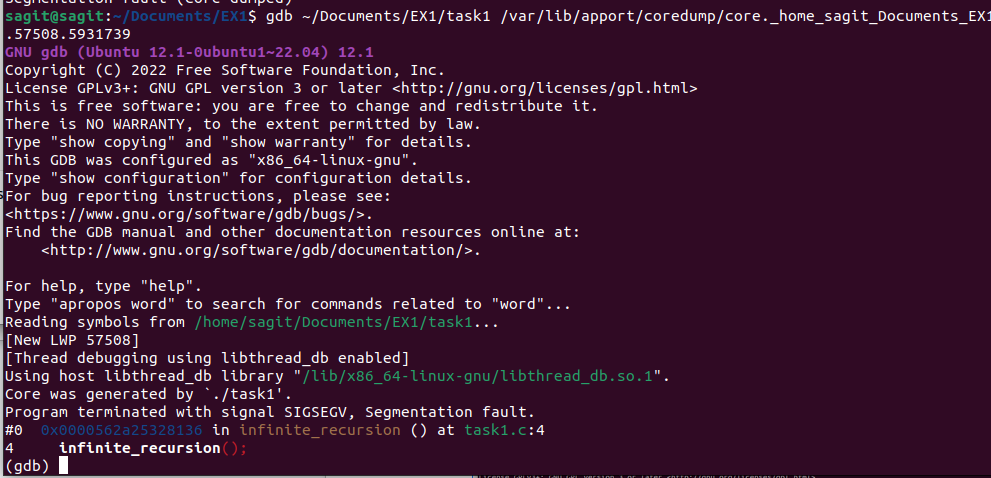 sagit@sagit:~/Documents/EX1$ gdb ~/Documents/EX1/task1 /var/lib/apport/coredump/core._home_sagit_Documents_EX1
.57508.5931739
GNU gdb (Ubuntu 12.1-0ubuntu1~22.04) 12.1
Copyright (C) 2022 Free Software Foundation, Inc.
License GPLv3+: GNU GPL version 3 or later <http://gnu.org/licenses/gpl.html>
This is free software: you are free to change and redistribute it.
There is NO WARRANTY, to the extent permitted by law.
Type "show copying" and "show warranty" for details.
This GDB was configured as "x86_64-linux-gnu".
Type "show configuration" for configuration details.
For bug reporting instructions, please see:
<https://www.gnu.org/software/gdb/bugs/>.
Find the GDB manual and other documentation resources online at:
    <http://www.gnu.org/software/gdb/documentation/>.
For help, type "help".
Type "apropos word" to search for commands related to "word"...
Reading symbols from /home/sagit/Documents/EX1/task1...
[New LWP 57508]
[Thread debugging using libthread_db enabled]
Using host libthread_db library "/lib/x86_64-linux-gnu/libthread_db.so.1".
Core was generated by `./task1'.
Program terminated with signal SIGSEGV, Segmentation fault.
#0  0x0000562a25328136 in infinite_recursion () at task1.c:4
4     infinite_recursion();
(gdb)